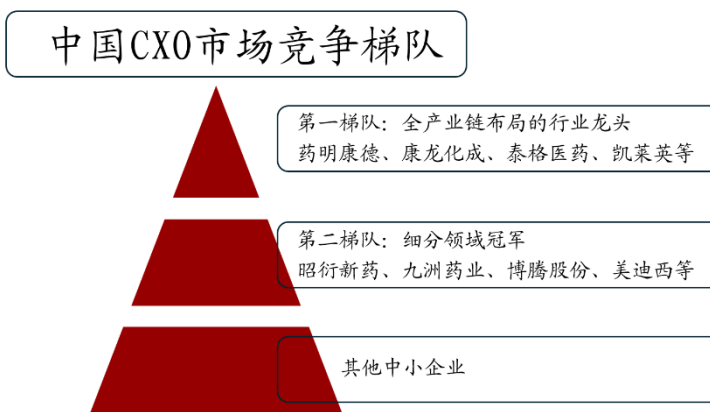 中国CXO市场竞争梯队
第一梯队：全产业链布局的行业龙头
药明康德、康龙化成、泰格医药、凯莱英等
第二梯队：细分领域冠军
昭衍新药、九洲药业、博腾股份、美迪西等
其他中小企业